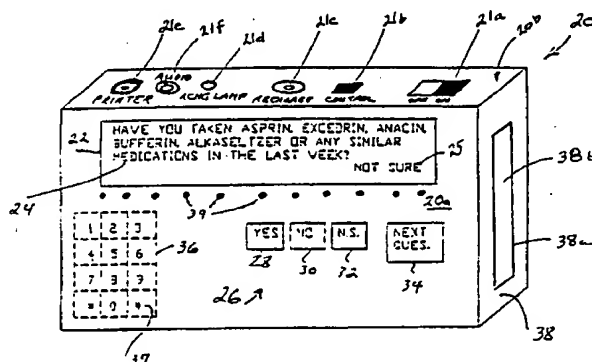 21e 21f 21d 21c 21b 21a 20b 20
AUDIO
PRINTER RCHG LAMP RECHARGE CONTROL OFF ON
22
HAVE YOU TAKEN ASPRIN, EXCEDRIN, ANACIN,
BUFFERIN, ALKASELTZER OR ANY SIMILAR
MEDICATIONS IN THE LAST WEEK?
NOT SURE
25
24
39
20a
38b
38a
1 2 3
4 5 6
7 8 9
* 0 #
36
YES NO N.S. NEXT QUES.
28 30 32 34
26
38
37